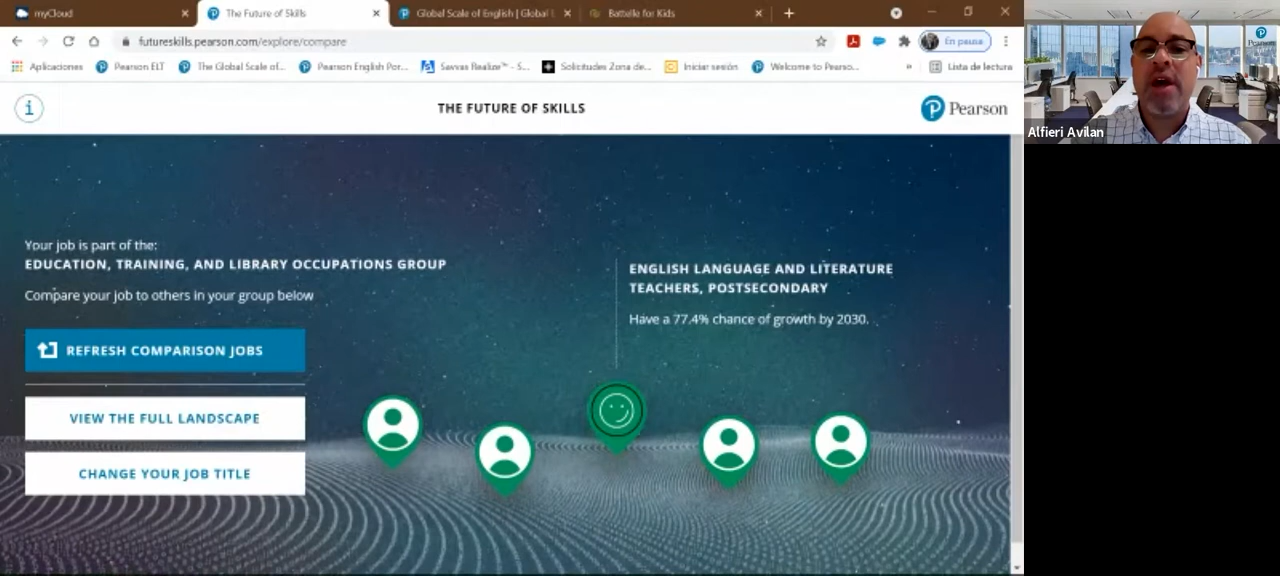 myCloud
The Future of Skills
Global Scale of English | Global
Battelle for Kids
futureskills.pearson.com/explore/compare
En pausa
Aplicaciones
Pearson ELT
The Global Scale of...
Pearson English Por...
Savvas Realize™ - S...
Solicitudes Zona de...
Iniciar sesión
Welcome to Pearso...
»
Lista de lectura
i
THE FUTURE OF SKILLS
Pearson
Pearson
Alfieri Avilan
Your job is part of the:
EDUCATION, TRAINING, AND LIBRARY OCCUPATIONS GROUP
Compare your job to others in your group below
REFRESH COMPARISON JOBS
VIEW THE FULL LANDSCAPE
CHANGE YOUR JOB TITLE
ENGLISH LANGUAGE AND LITERATURE
TEACHERS, POSTSECONDARY
Have a 77.4% chance of growth by 2030.